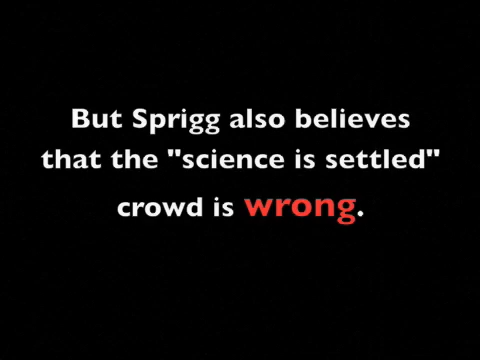 But Sprigg also believes
that the "science is settled"
crowd is wrong.